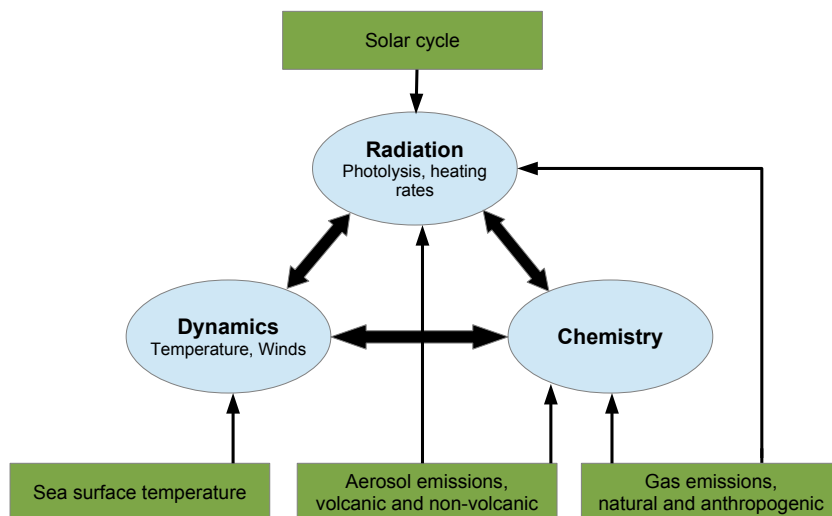 Solar cycle
Radiation
Photolysis, heating
rates
Dynamics
Temperature, Winds
Chemistry
Sea surface temperature
Aerosol emissions,
volcanic and non-volcanic
Gas emissions,
natural and anthropogenic